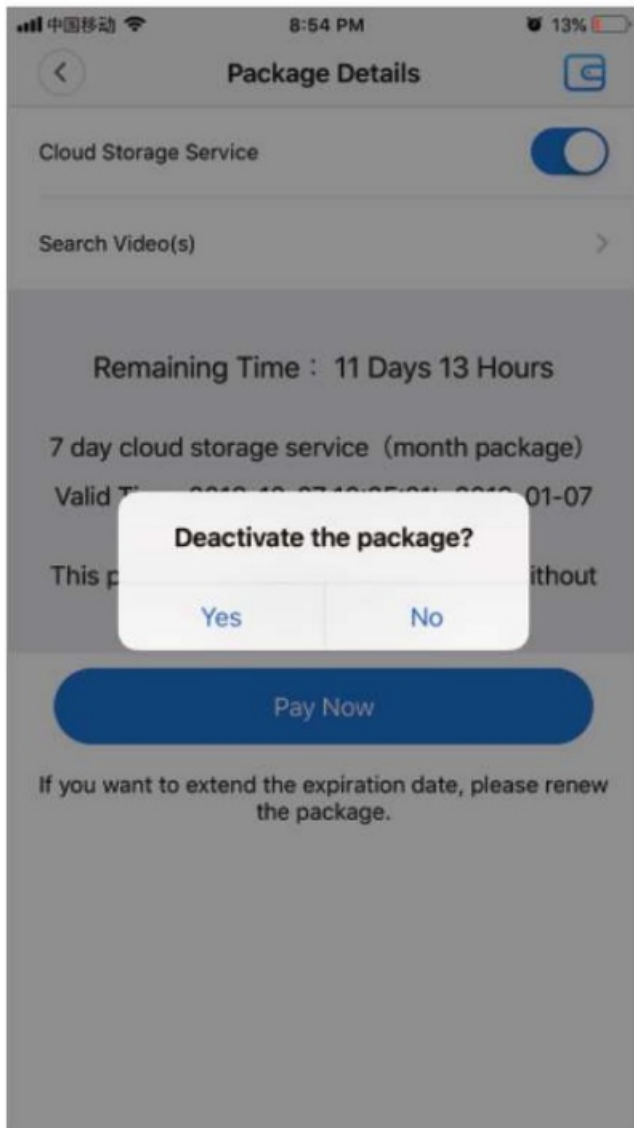 中国移动 8:54 PM 13%
Package Details
Cloud Storage Service
Search Video(s)
Remaining Time： 11 Days 13 Hours
7 day cloud storage service（month package）
Valid 01-07
Deactivate the package?
This
Yes No
Pay Now
If you want to extend the expiration date, please renew
the package.